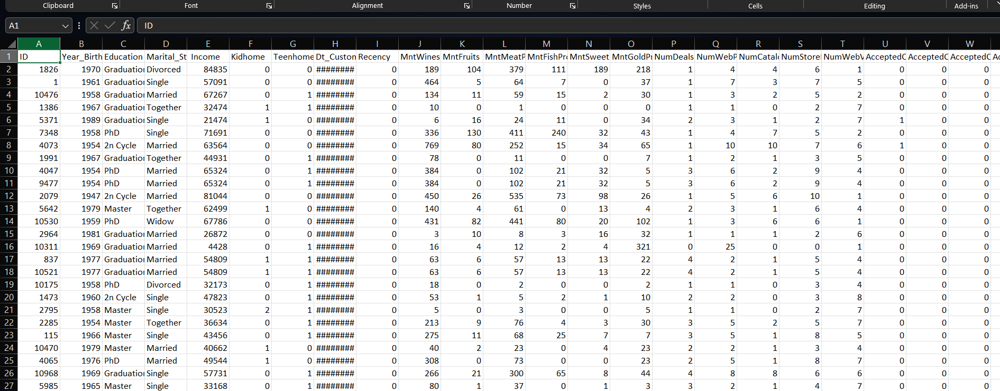 Clipboard Font Alignment Number Styles Cells Editing Add-ins
A1 fx ID
A B C D E F G H I J K L M N O P Q R S T U V W
1 ID Year_Birth Education Marital_St Income Kidhome Teenhome Dt_Custom Recency MntWines MntFruits MntMeatP MntFishPr MntSweet MntGoldPr NumDeals NumWebP NumCatalo NumStore NumWebV AcceptedC AcceptedC AcceptedC Ac
2 1826 1970 Graduation Divorced 84835 0 0 ######## 0 189 104 379 111 189 218 1 4 4 6 1 0 0 0
3 1 1961 Graduation Single 57091 0 0 ######## 0 464 5 64 7 0 37 1 7 3 7 5 0 0 0
4 10476 1958 Graduation Married 67267 0 1 ######## 0 134 11 59 15 2 30 1 3 2 5 2 0 0 0
5 1386 1967 Graduation Together 32474 1 1 ######## 0 10 0 1 0 0 0 1 1 0 2 7 0 0 0
6 5371 1989 Graduation Single 21474 1 0 ######## 0 6 16 24 11 0 34 2 3 1 2 7 1 0 0
7 7348 1958 PhD Single 71691 0 0 ######## 0 336 130 411 240 32 43 1 4 7 5 2 0 0 0
8 4073 1954 2n Cycle Married 63564 0 0 ######## 0 769 80 252 15 34 65 1 10 10 7 6 1 0 0
9 1991 1967 Graduation Together 44931 0 1 ######## 0 78 0 11 0 0 7 1 2 1 3 5 0 0 0
10 4047 1954 PhD Married 65324 0 1 ######## 0 384 0 102 21 32 5 3 6 2 9 4 0 0 0
11 9477 1954 PhD Married 65324 0 1 ######## 0 384 0 102 21 32 5 3 6 2 9 4 0 0 0
12 2079 1947 2n Cycle Married 81044 0 0 ######## 0 450 26 535 73 98 26 1 5 6 10 1 0 0 0
13 5642 1979 Master Together 62499 1 0 ######## 0 140 4 61 0 13 4 2 3 1 6 4 0 0 0
14 10530 1959 PhD Widow 67786 0 0 ######## 0 431 82 441 80 20 102 1 3 6 6 1 0 0 0
15 2964 1981 Graduation Married 26872 0 0 ######## 0 3 10 8 3 16 32 1 1 1 2 6 0 0 0
16 10311 1969 Graduation Married 4428 0 1 ######## 0 16 4 12 2 4 321 0 25 0 0 1 0 0 0
17 837 1977 Graduation Married 54809 1 1 ######## 0 63 6 57 13 13 22 4 2 1 5 4 0 0 0
18 10521 1977 Graduation Married 54809 1 1 ######## 0 63 6 57 13 13 22 4 2 1 5 4 0 0 0
19 10175 1958 PhD Divorced 32173 0 1 ######## 0 18 0 2 0 0 2 1 1 0 3 4 0 0 0
20 1473 1960 2n Cycle Single 47823 0 1 ######## 0 53 1 5 2 1 10 2 2 0 3 8 0 0 0
21 2795 1958 Master Single 30523 2 1 ######## 0 5 0 3 0 0 5 1 1 0 2 7 0 0 0
22 2285 1954 Master Together 36634 0 1 ######## 0 213 9 76 4 3 30 3 5 2 5 7 0 0 0
23 115 1966 Master Single 43456 0 1 ######## 0 275 11 68 25 7 7 3 5 1 8 5 0 0 0
24 10470 1979 Master Married 40662 1 0 ######## 0 40 2 23 0 4 23 2 2 1 3 4 0 0 0
25 4065 1976 PhD Married 49544 1 0 ######## 0 308 0 73 0 0 23 2 5 1 8 7 0 0 0
26 10968 1969 Graduation Single 57731 0 1 ######## 0 266 21 300 65 8 44 4 8 8 6 6 0 0 0
27 5985 1965 Master Single 33168 0 1 ######## 0 80 1 37 0 1 3 3 2 1 4 7 0 0 0